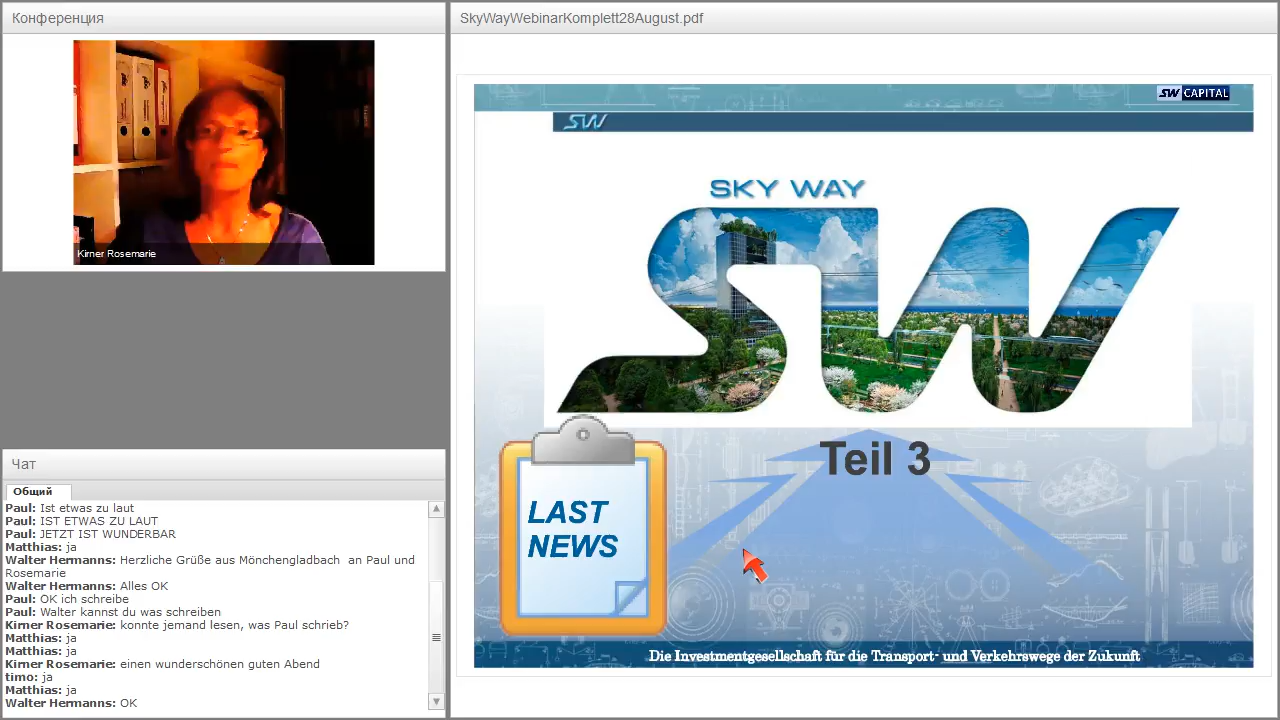 Конференция
Kirner Rosemarie
Чат
Общий
Paul: Ist etwas zu laut
Paul: IST ETWAS ZU LAUT
Paul: JETZT IST WUNDERBAR
Matthias: ja
Walter Hermanns: Herzliche Grüße aus Mönchengladbach an Paul und
Rosemarie
Walter Hermanns: Alles OK
Paul: OK ich schreibe
Paul: Walter kannst du was schreiben
Kirner Rosemarie: konnte jemand lesen, was Paul schrieb?
Matthias: ja
Matthias: ja
Kirner Rosemarie: einen wunderschönen guten Abend
timo: ja
Matthias: ja
Walter Hermanns: OK
SkyWayWebinarKomplett28August.pdf
SW CAPITAL
SW
SKY WAY
SW
Teil 3
LAST
NEWS
Die Investmentgesellschaft für die Transport- und Verkehrswege der Zukunft